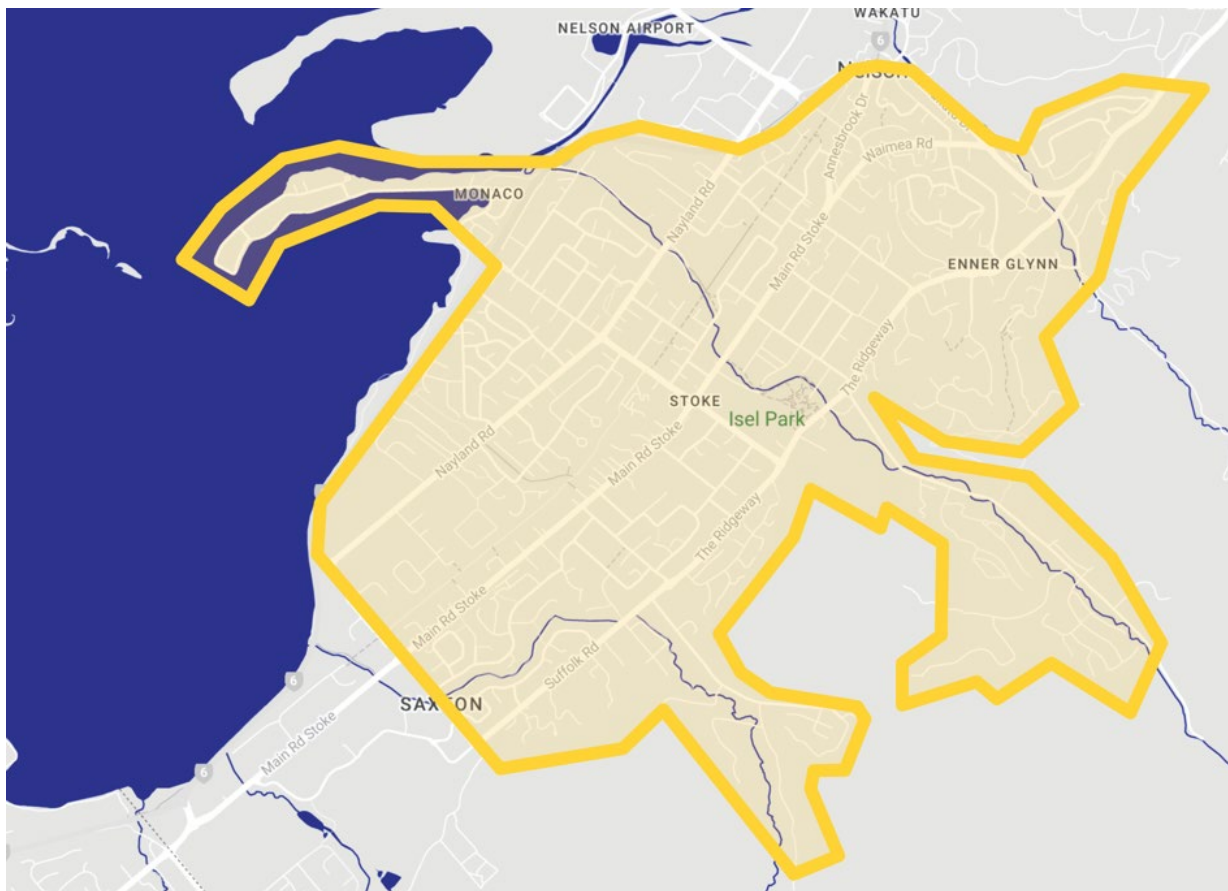 WAKATU
NELSON AIRPORT
6
Annesbrook Dr
Waimea Rd
MONACO
Nayland Rd
Main Rd Stoke
ENNER GLYNN
The Ridgeway
STOKE
Isel Park
Nayland Rd
Main Rd Stoke
The Ridgeway
Main Rd Stoke
Suffolk Rd
6
SAXTON
Main Rd Stoke
6